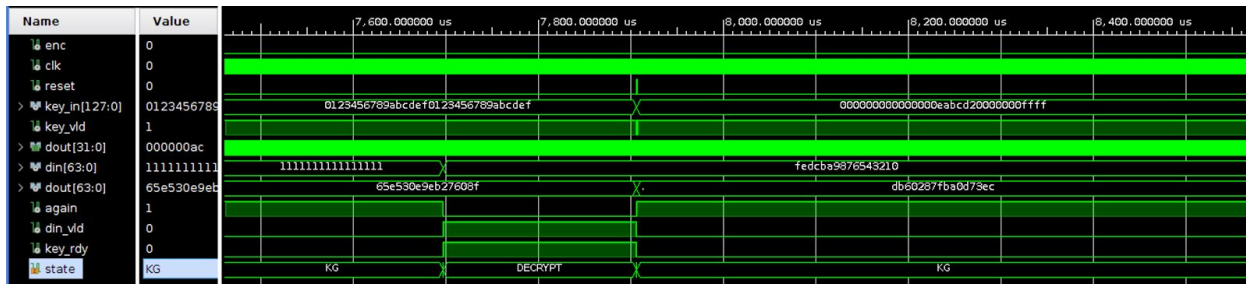 Name Value 7,600.000000 us 7,800.000000 us 8,000.000000 us 8,200.000000 us 8,400.000000 us
enc 0
clk 0
reset 0
key_in[127:0] 0123456789 0123456789abcdef0123456789abcdef 000000000000000eabcd20000000ffff
key_vld 1
dout[31:0] 000000ac
din[63:0] 1111111111 1111111111111111 fedcba9876543210
dout[63:0] 65e530e9eb 65e530e9eb27608f . db60287fba0d73ec
again 1
din_vld 0
key_rdy 0
state KG KG DECRYPT KG